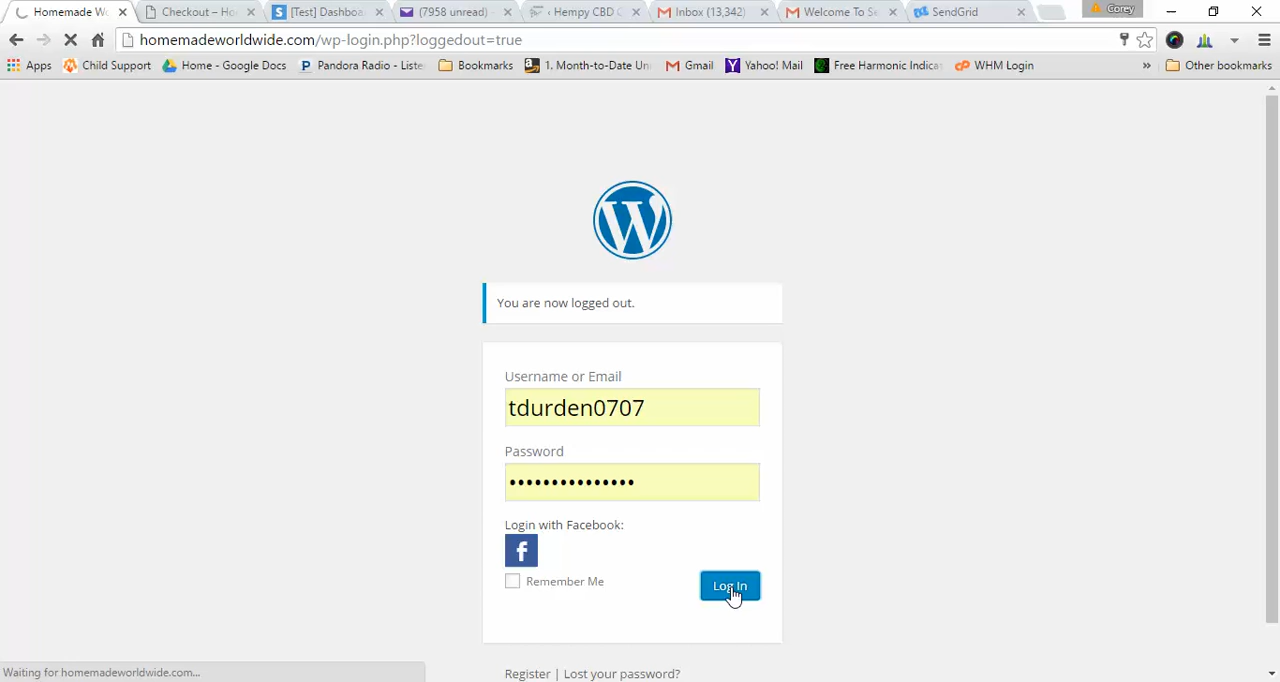 Homemade Wo
Checkout – Ho
[Test] Dashboa
(7958 unread)
‹ Hempy CBD
Inbox (13,342)
Welcome To Se
SendGrid
Corey
homemadeworldwide.com/wp-login.php?loggedout=true
Apps
Child Support
Home - Google Docs
Pandora Radio - Liste
Bookmarks
1. Month-to-Date Un
Gmail
Yahoo! Mail
Free Harmonic Indica
WHM Login
»
Other bookmarks
You are now logged out.
Username or Email
tdurden0707
Password
•••••••••••••••
Login with Facebook:
Remember Me
Log In
Register | Lost your password?
Waiting for homemadeworldwide.com...